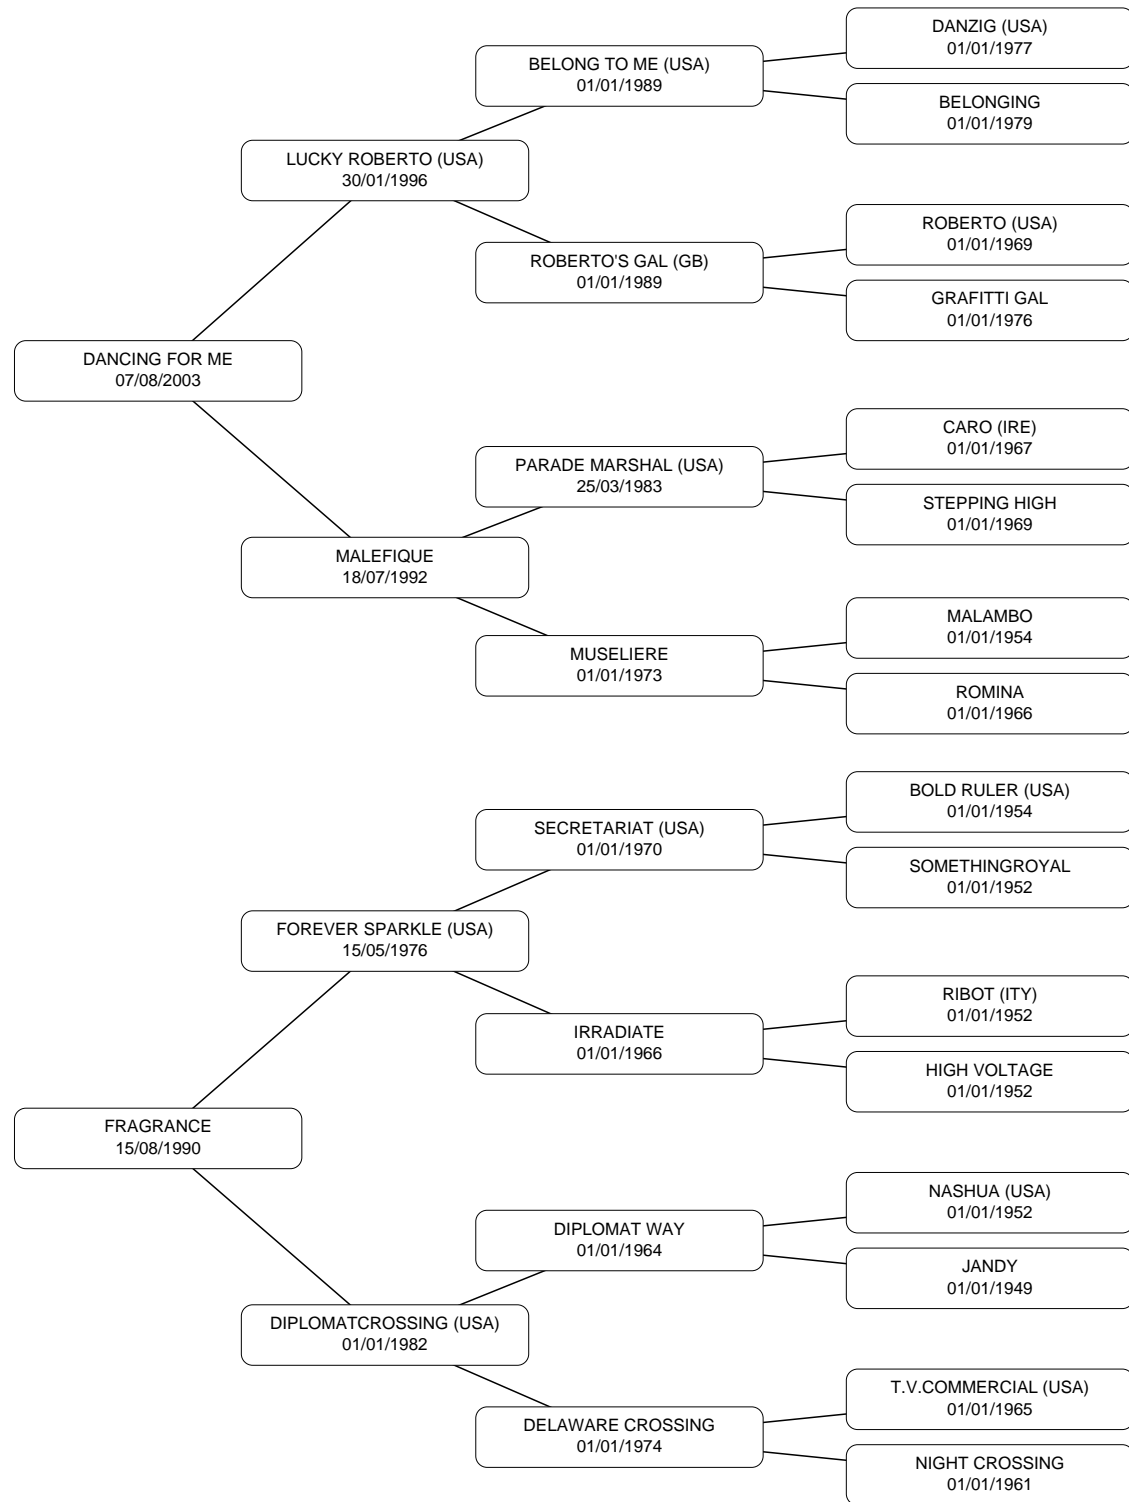 DANZIG (USA)
01/01/1977
BELONG TO ME (USA)
01/01/1989
BELONGING
01/01/1979
LUCKY ROBERTO (USA)
30/01/1996
ROBERTO (USA)
01/01/1969
ROBERTO'S GAL (GB)
01/01/1989
GRAFITTI GAL
01/01/1976
DANCING FOR ME
07/08/2003
CARO (IRE)
01/01/1967
PARADE MARSHAL (USA)
25/03/1983
STEPPING HIGH
01/01/1969
MALEFIQUE
18/07/1992
MALAMBO
01/01/1954
MUSELIERE
01/01/1973
ROMINA
01/01/1966
BOLD RULER (USA)
01/01/1954
SECRETARIAT (USA)
01/01/1970
SOMETHINGROYAL
01/01/1952
FOREVER SPARKLE (USA)
15/05/1976
RIBOT (ITY)
01/01/1952
IRRADIATE
01/01/1966
HIGH VOLTAGE
01/01/1952
FRAGRANCE
15/08/1990
NASHUA (USA)
01/01/1952
DIPLOMAT WAY
01/01/1964
JANDY
01/01/1949
DIPLOMATCROSSING (USA)
01/01/1982
T.V.COMMERCIAL (USA)
01/01/1965
DELAWARE CROSSING
01/01/1974
NIGHT CROSSING
01/01/1961